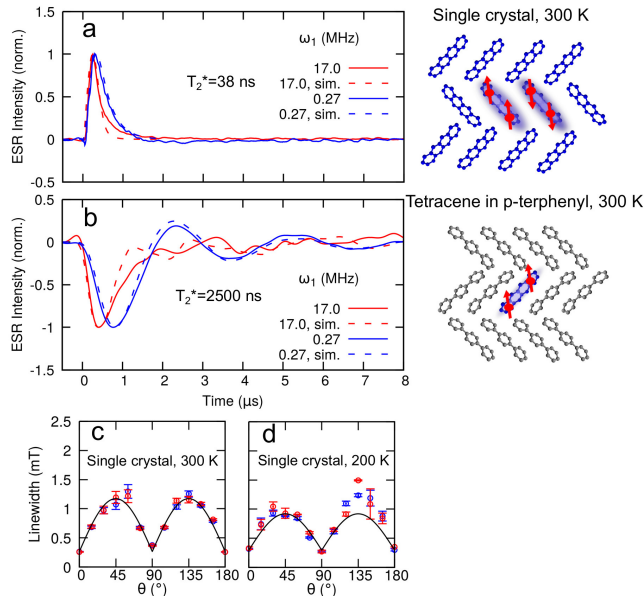 Single crystal, 300 K
a
ω1 (MHz)
T2*=38 ns
17.0
17.0, sim.
0.27
0.27, sim.
ESR Intensity (norm.)
1
0.5
0
-0.5
Tetracene in p-terphenyl, 300 K
b
ω1 (MHz)
T2*=2500 ns
17.0
17.0, sim.
0.27
0.27, sim.
ESR Intensity (norm.)
0.5
0
-0.5
-1
-1.5
0 1 2 3 4 5 6 7 8
Time (μs)
c
Single crystal, 300 K
d
Single crystal, 200 K
Linewidth (mT)
2.5
2
1.5
1
0.5
0
0 45 90 135 180
θ (°)
0 45 90 135 180
θ (°)